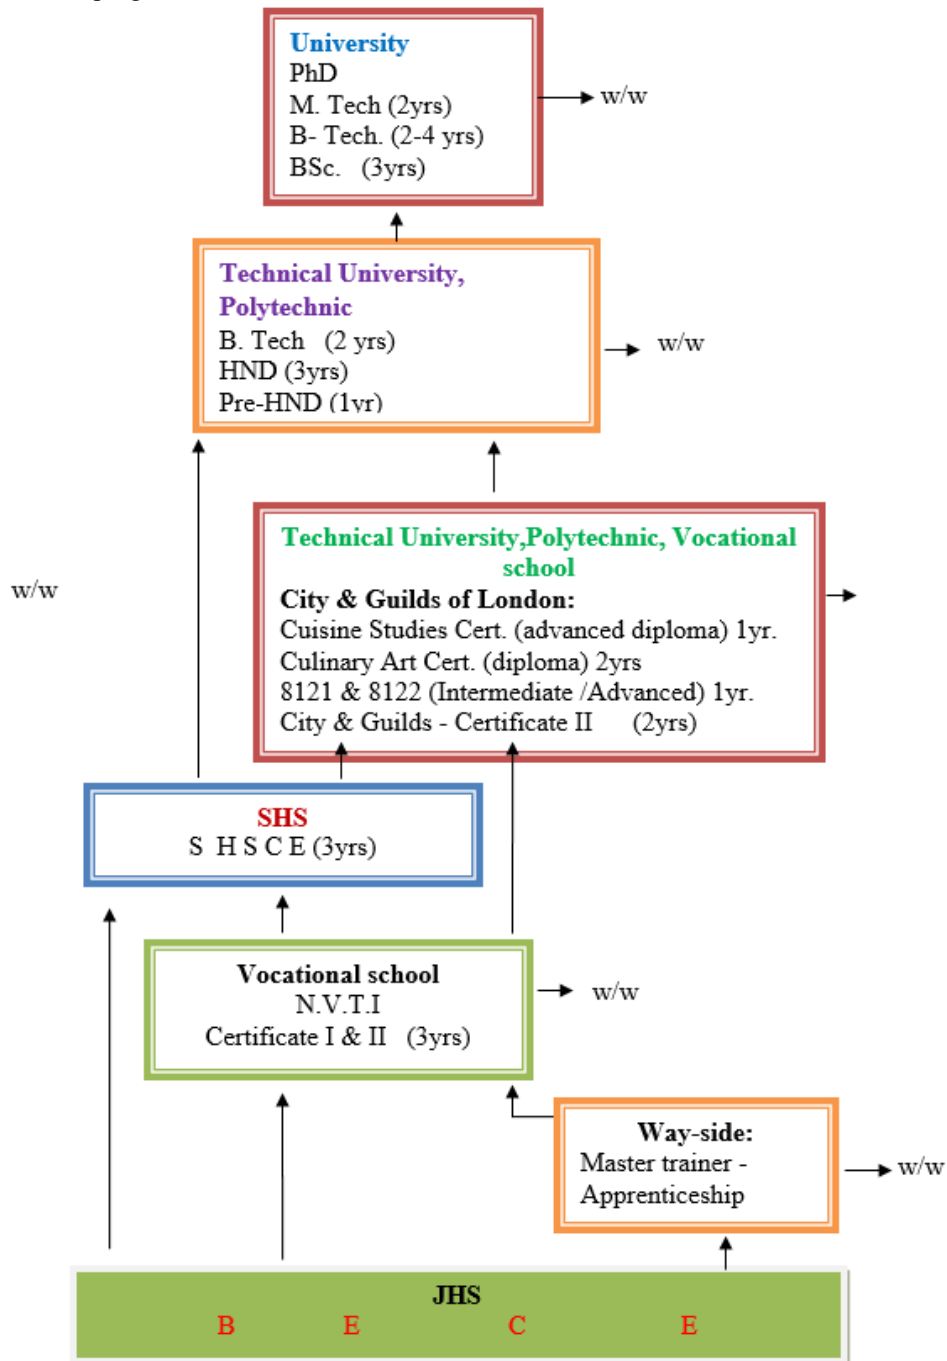 University
PhD
M. Tech (2yrs)
B- Tech. (2-4 yrs)
BSc. (3yrs)
w/w
Technical University,
Polytechnic
B. Tech (2 yrs)
HND (3yrs)
Pre-HND (1yr)
w/w
Technical University,Polytechnic, Vocational
school
City & Guilds of London:
Cuisine Studies Cert. (advanced diploma) 1yr.
Culinary Art Cert. (diploma) 2yrs
8121 & 8122 (Intermediate /Advanced) 1yr.
City & Guilds - Certificate II (2yrs)
w/w
SHS
S H S C E (3yrs)
Vocational school
N.V.T.I
Certificate I & II (3yrs)
w/w
Way-side:
Master trainer -
Apprenticeship
w/w
JHS
B E C E